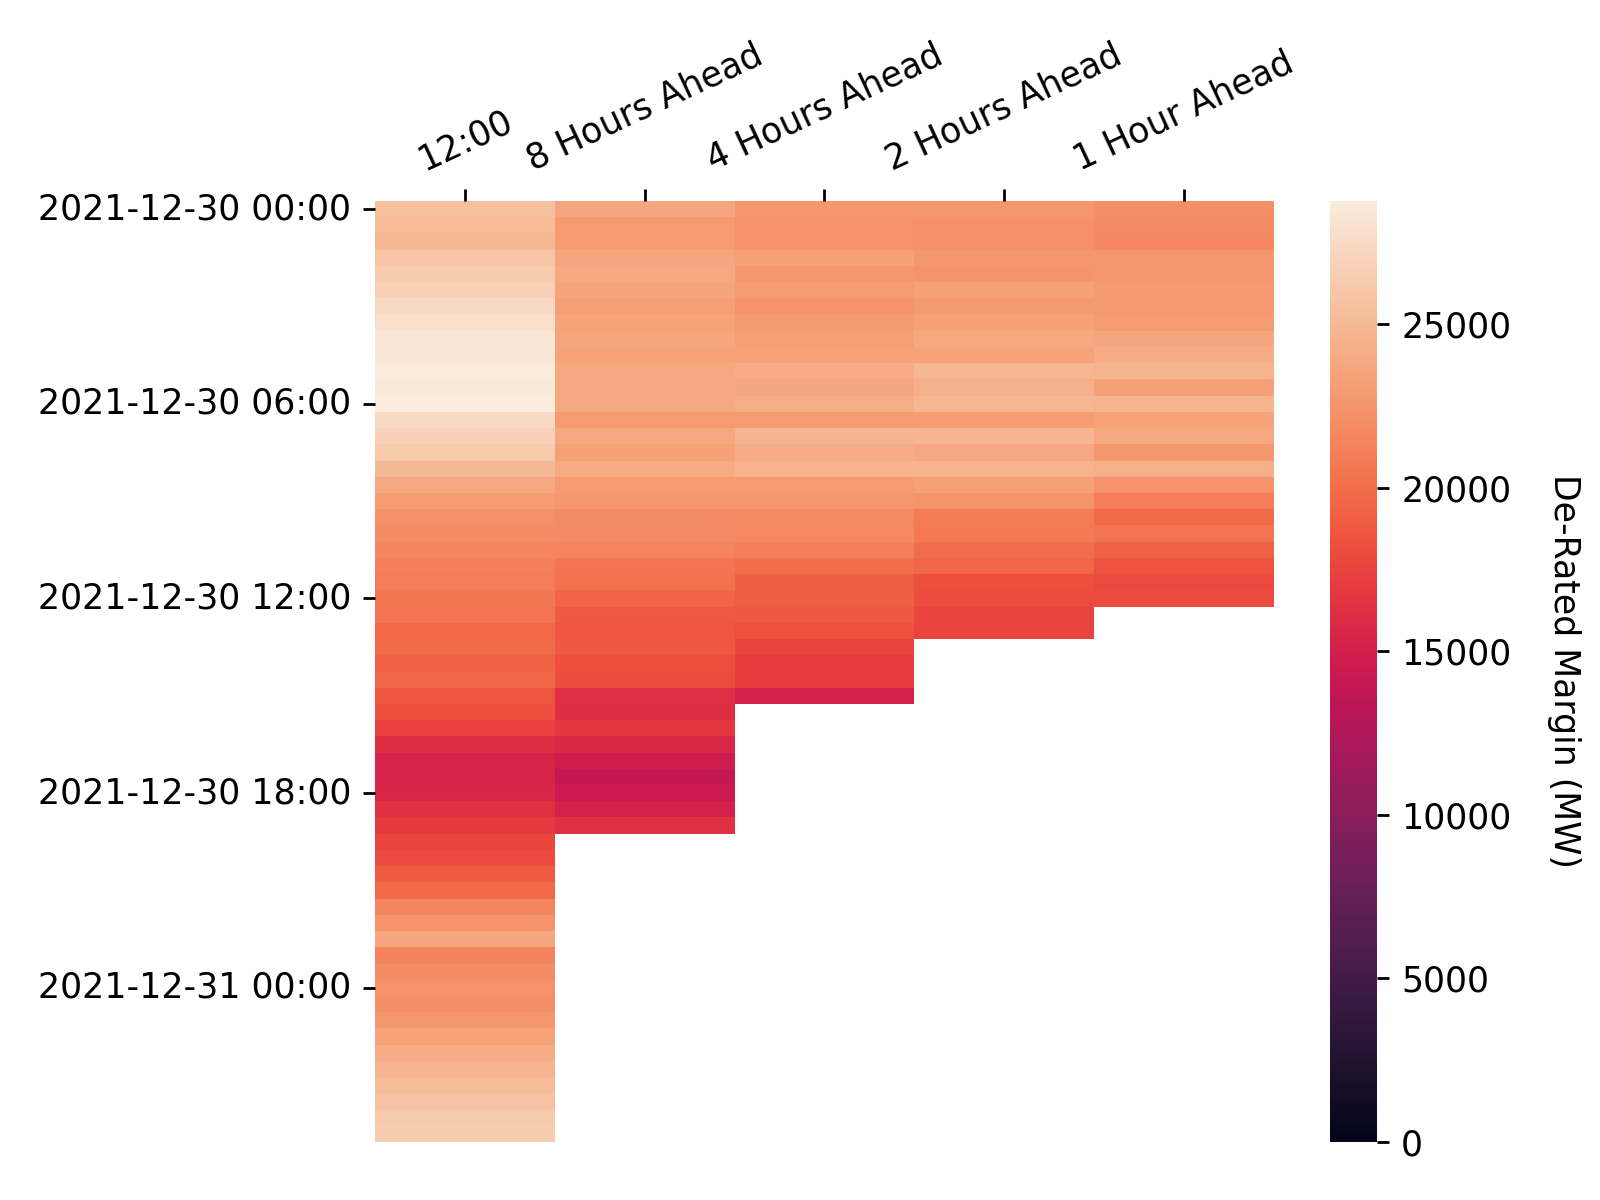 12:00
8 Hours Ahead
4 Hours Ahead
2 Hours Ahead
1 Hour Ahead
2021-12-30 00:00
2021-12-30 06:00
2021-12-30 12:00
2021-12-30 18:00
2021-12-31 00:00
25000
20000
15000
10000
5000
0
De-Rated Margin (MW)